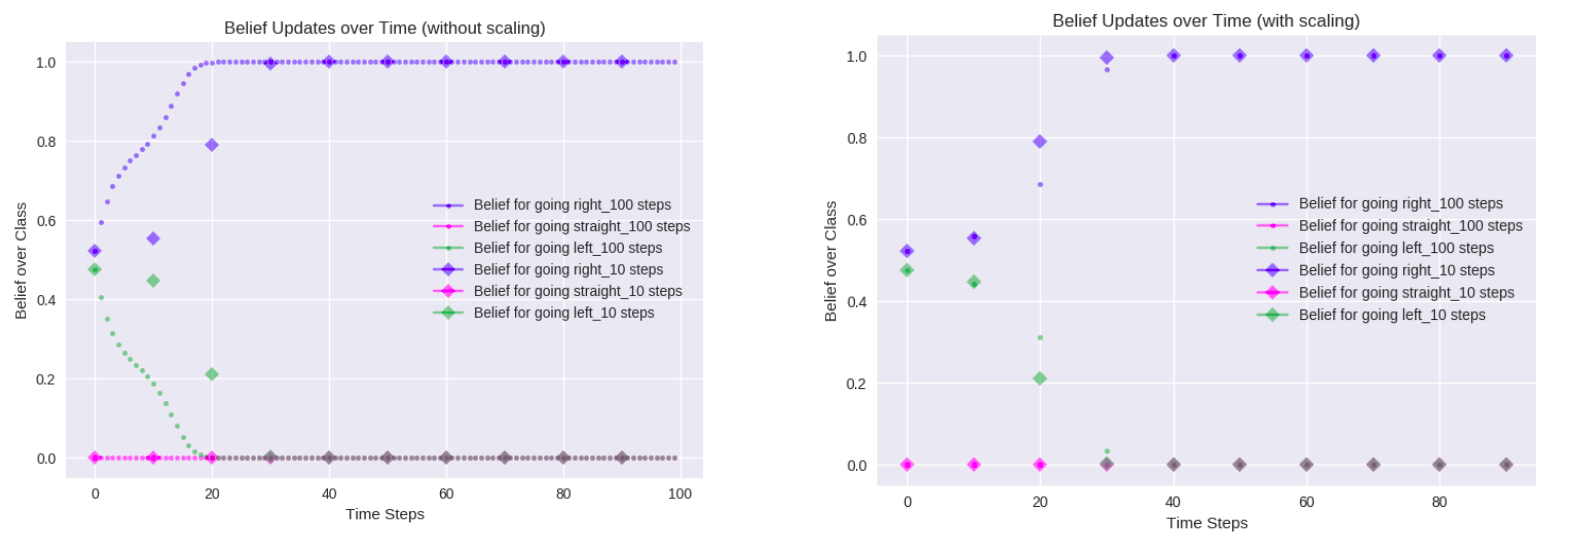 Belief Updates over Time (without scaling)
Belief over Class
1.0
0.8
0.6
0.4
0.2
0.0
Belief for going right_100 steps
Belief for going straight_100 steps
Belief for going left_100 steps
Belief for going right_10 steps
Belief for going straight_10 steps
Belief for going left_10 steps
0 20 40 60 80 100
Time Steps
Belief Updates over Time (with scaling)
Belief over Class
1.0
0.8
0.6
0.4
0.2
0.0
Belief for going right_100 steps
Belief for going straight_100 steps
Belief for going left_100 steps
Belief for going right_10 steps
Belief for going straight_10 steps
Belief for going left_10 steps
0 20 40 60 80
Time Steps